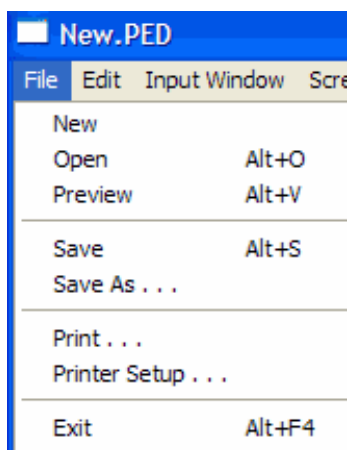 New.PED
File Edit Input Window Scre
New
Open Alt+O
Preview Alt+V
Save Alt+S
Save As . . .
Print . . .
Printer Setup . . .
Exit Alt+F4